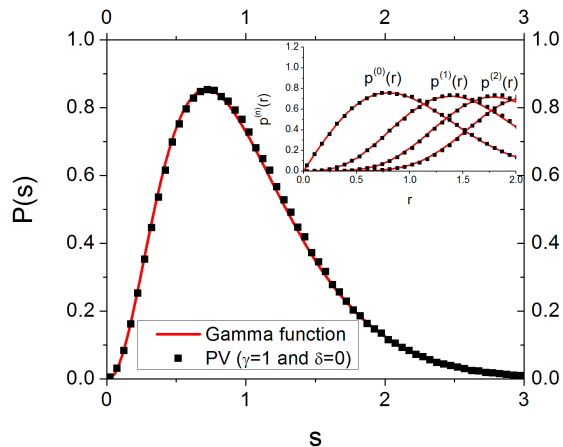 0 1 2 3
1.0 1.0
0.8 0.8
0.6 0.6
0.4 0.4
0.2 0.2
0.0 0.0
0 1 2 3
P(s)
s
Gamma function
PV (γ=1 and δ=0)
1.2
1.0
0.8
0.6
0.4
0.2
0.0
0.0 0.5 1.0 1.5 2.0
p⁽ⁿ⁾(r)
r
p⁽⁰⁾(r) p⁽¹⁾(r) p⁽²⁾(r)